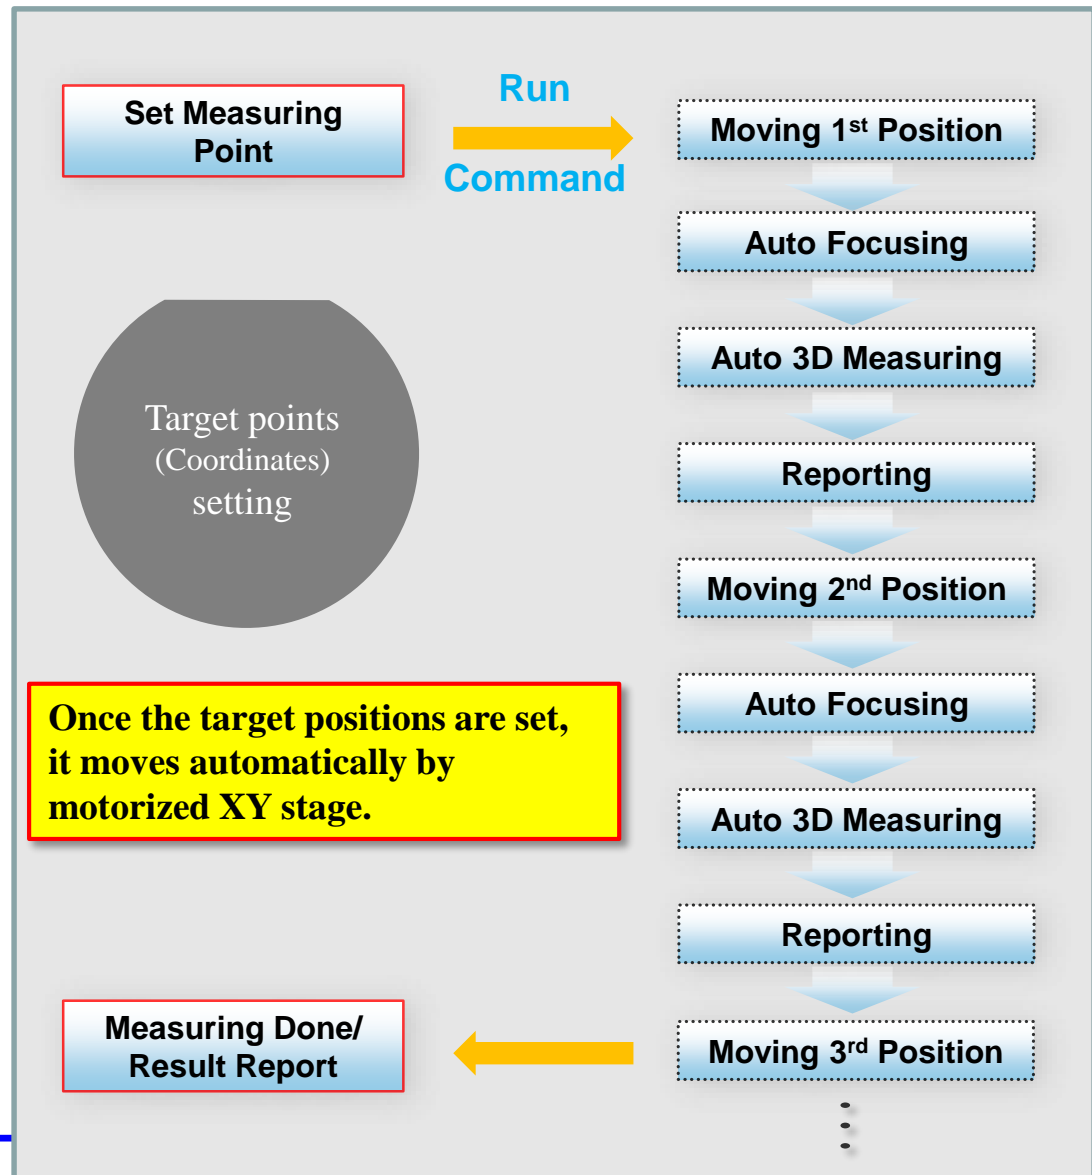 Set Measuring
Point
Run
Command
Moving 1st Position
Auto Focusing
Auto 3D Measuring
Reporting
Moving 2nd Position
Auto Focusing
Auto 3D Measuring
Reporting
Moving 3rd Position
Target points
(Coordinates)
setting
Once the target positions are set,
it moves automatically by
motorized XY stage.
Measuring Done/
Result Report